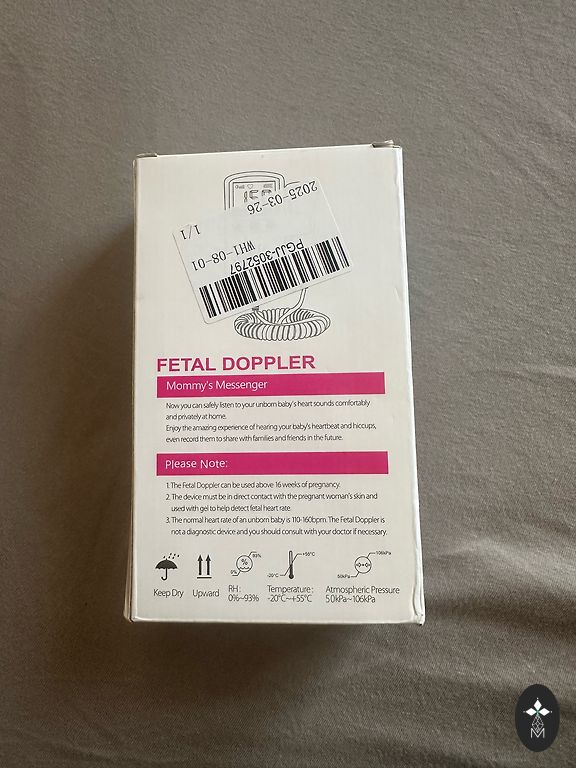 2025-03-26
1/1
WH1-08-01
PGJJ-3052797
FETAL DOPPLER
Mommy's Messenger
Now you can safely listen to your unborn baby's heart sounds comfortably
and privately at home.
Enjoy the amazing experience of hearing your baby's heartbeat and hiccups,
even record them to share with families and friends in the future.
Please Note:
1. The Fetal Doppler can be used above 16 weeks of pregnancy.
2. The device must be in direct contact with the pregnant woman's skin and
used with gel to help detect fetal heart rate.
3. The normal heart rate of an unborn baby is 110-160bpm. The Fetal Doppler is
not a diagnostic device and you should consult with your doctor if necessary.
0% % 93%
-20°C +55°C
50kPa 106kPa
Keep Dry Upward RH: Temperature: Atmospheric Pressure
0%~93% -20°C~+55°C 50kPa~106kPa
M